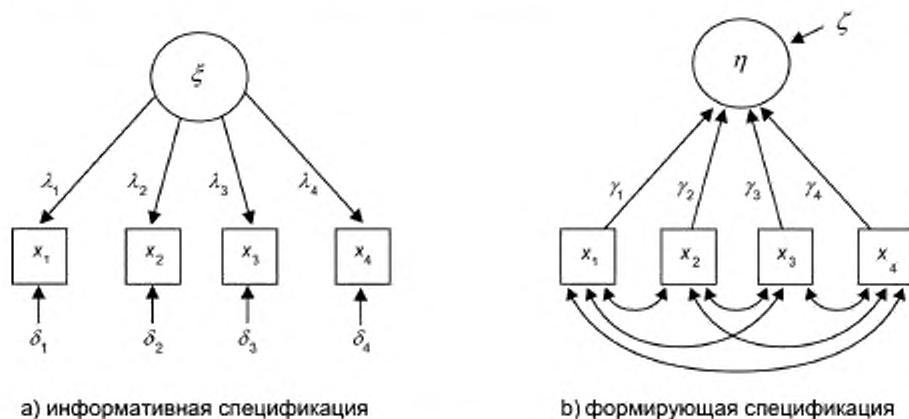 ξ
η
ζ
λ₁ λ₂ λ₃ λ₄
γ₁ γ₂ γ₃ γ₄
x₁ x₂ x₃ x₄
x₁ x₂ x₃ x₄
δ₁ δ₂ δ₃ δ₄
a) информативная спецификация
b) формирующая спецификация